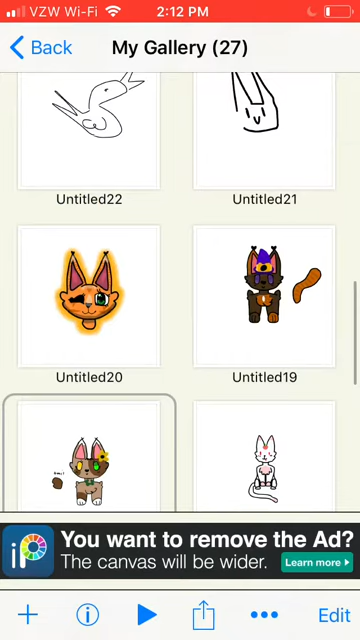 VZW Wi-Fi 2:12 PM
Back My Gallery (27)
Untitled22 Untitled21
Untitled20 Untitled19
You want to remove the Ad?
iP The canvas will be wider. Learn more
Edit